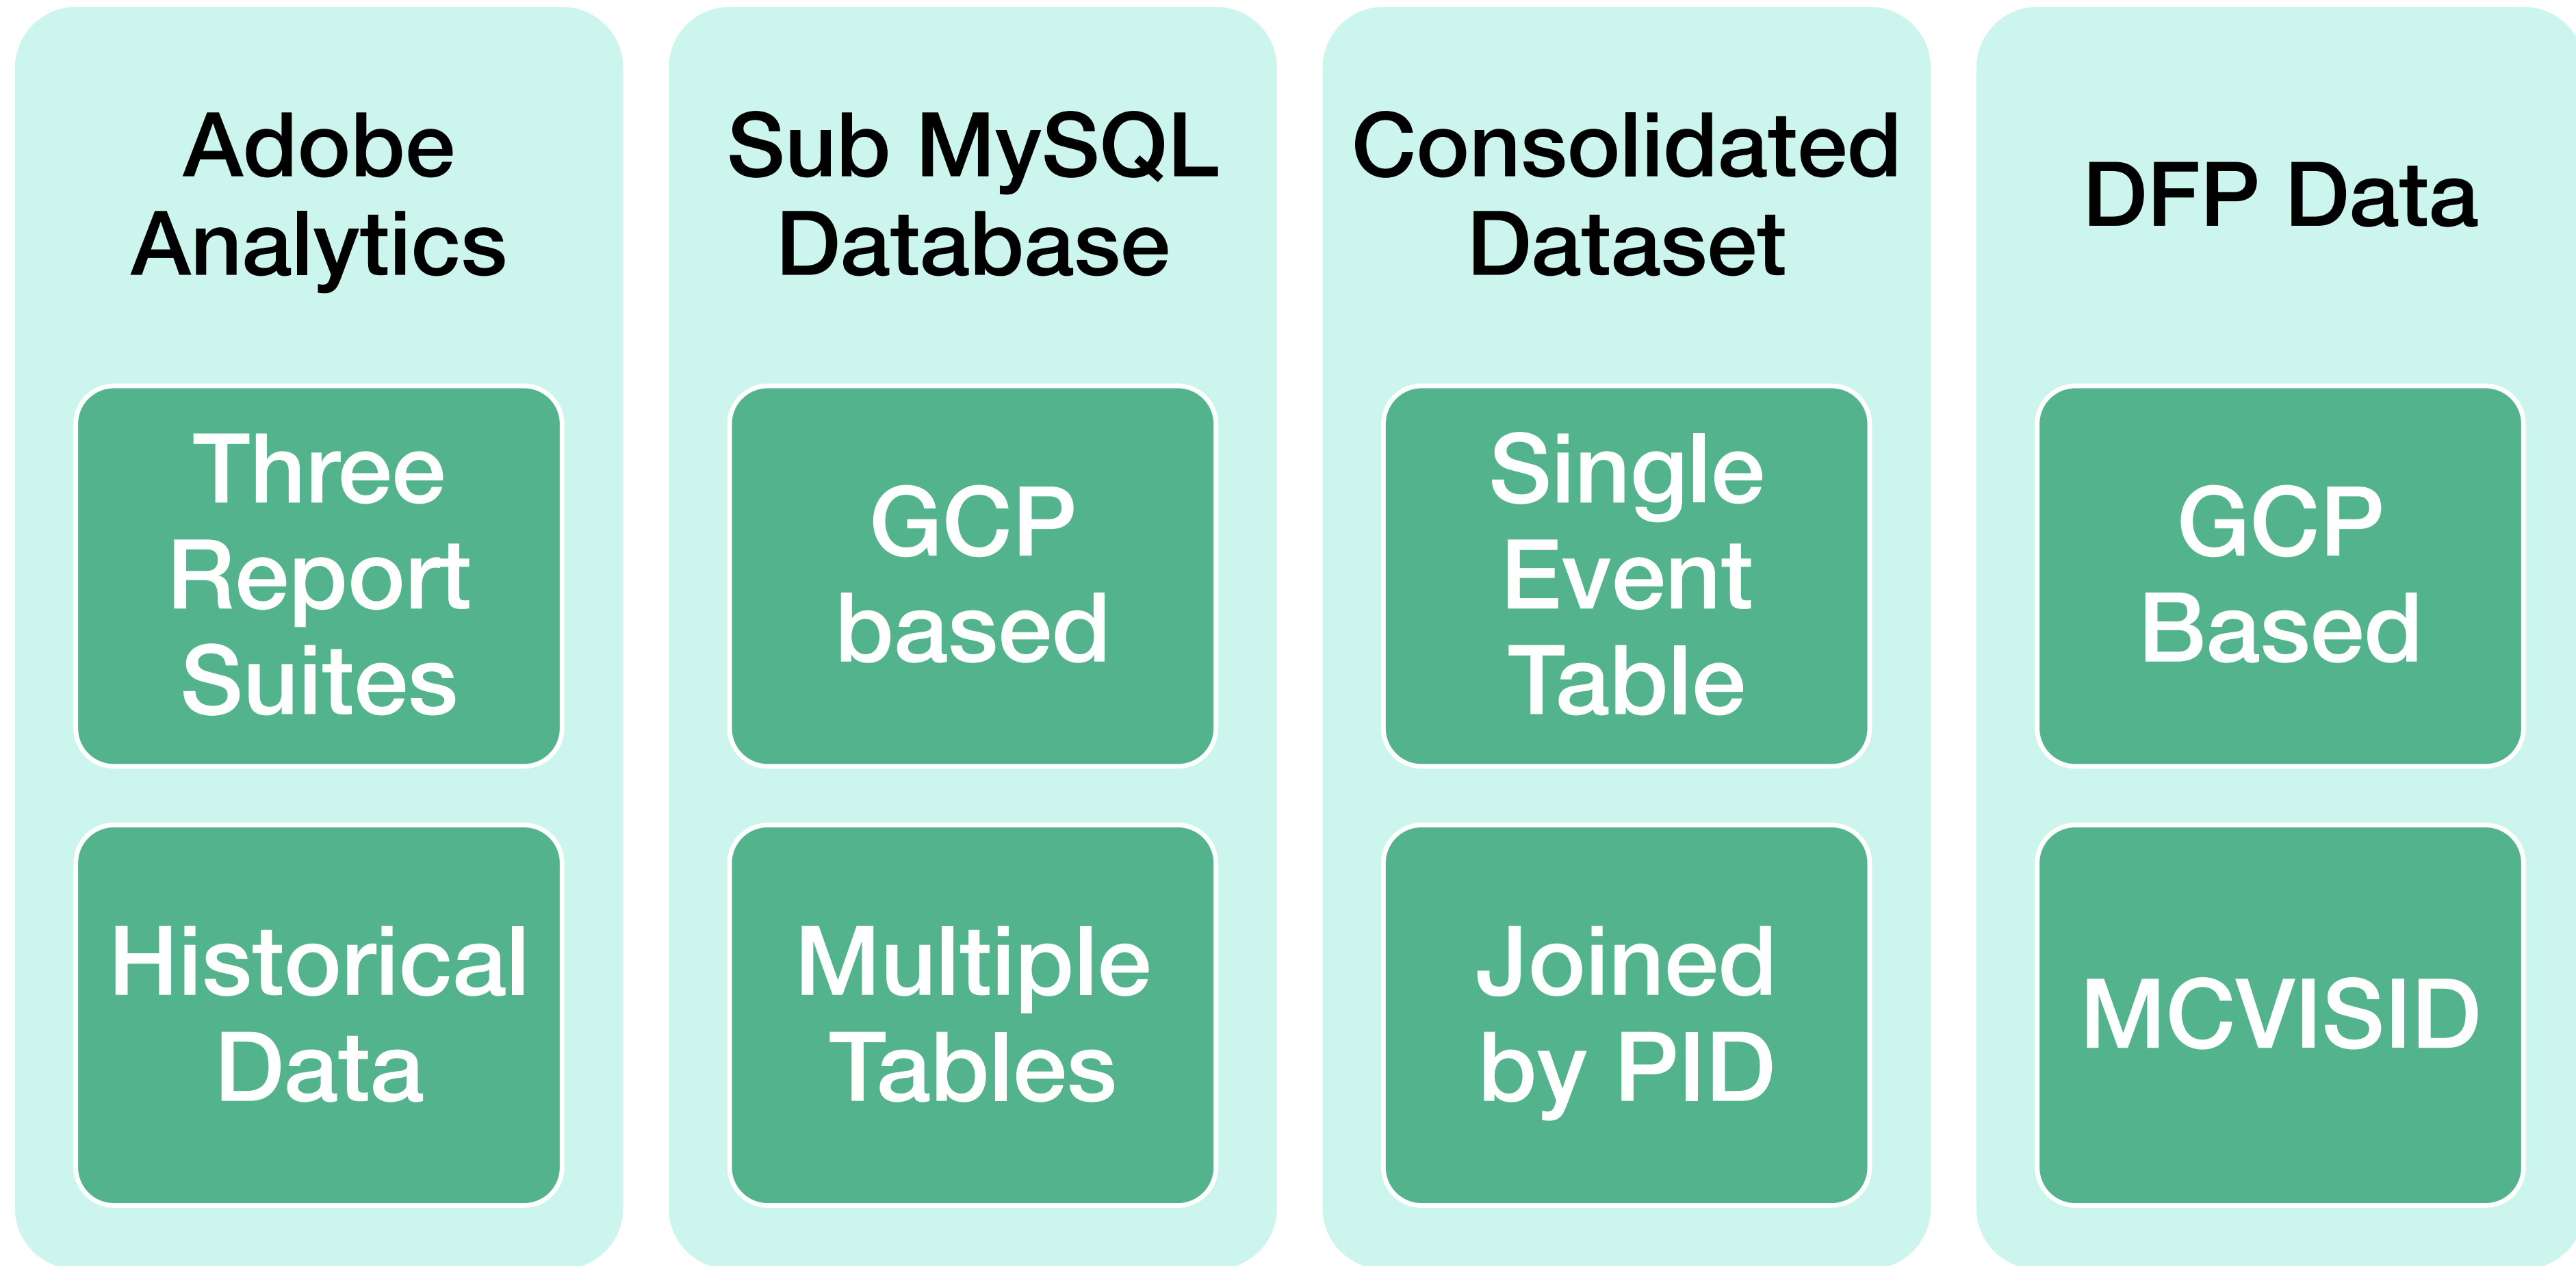 Adobe
Analytics
Three
Report
Suites
Historical
Data
Sub MySQL
Database
GCP
based
Multiple
Tables
Consolidated
Dataset
Single
Event
Table
Joined
by PID
DFP Data
GCP
Based
MCVISID